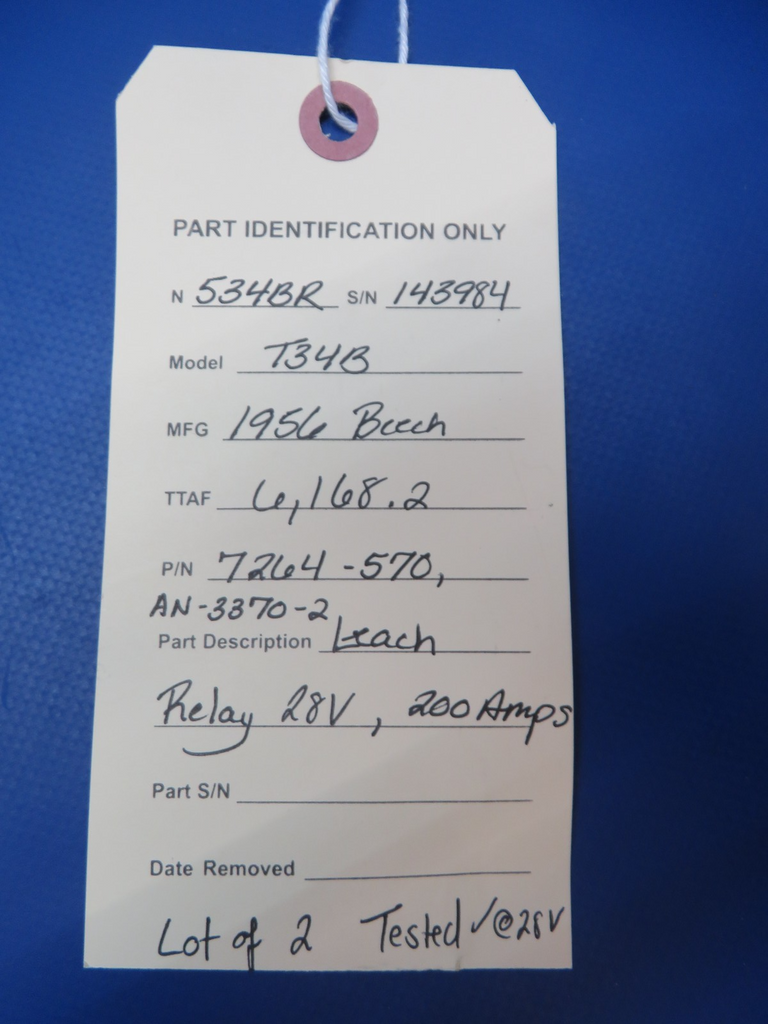 PART IDENTIFICATION ONLY
N 534BR S/N 143984
Model T34B
MFG 1956 Beech
TTAF 6,168.2
P/N 7264-570,
AN-3370-2
Part Description Leach
Relay 28V, 200 Amps
Part S/N
Date Removed
Lot of 2 Tested ✓@28V